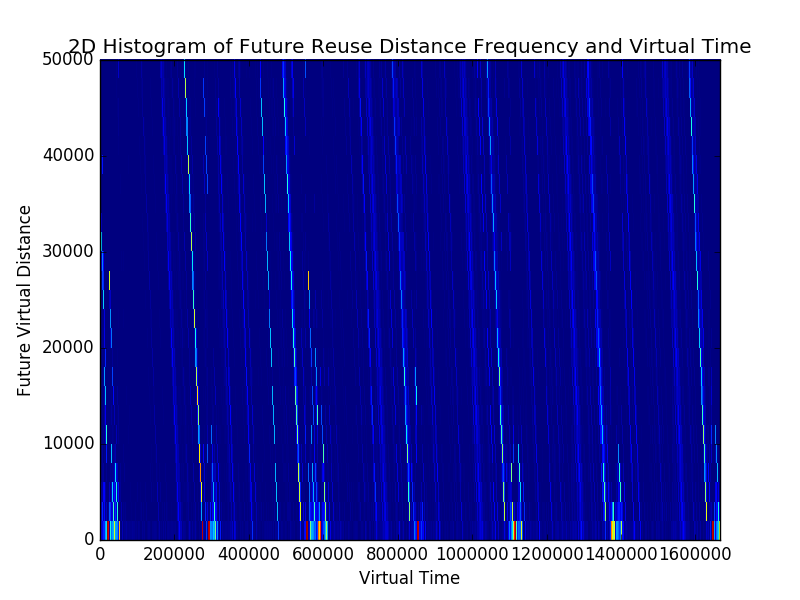 2D Histogram of Future Reuse Distance Frequency and Virtual Time
50000
40000
30000
20000
10000
0
Future Virtual Distance
0 200000 400000 600000 800000 1000000 1200000 1400000 1600000
Virtual Time